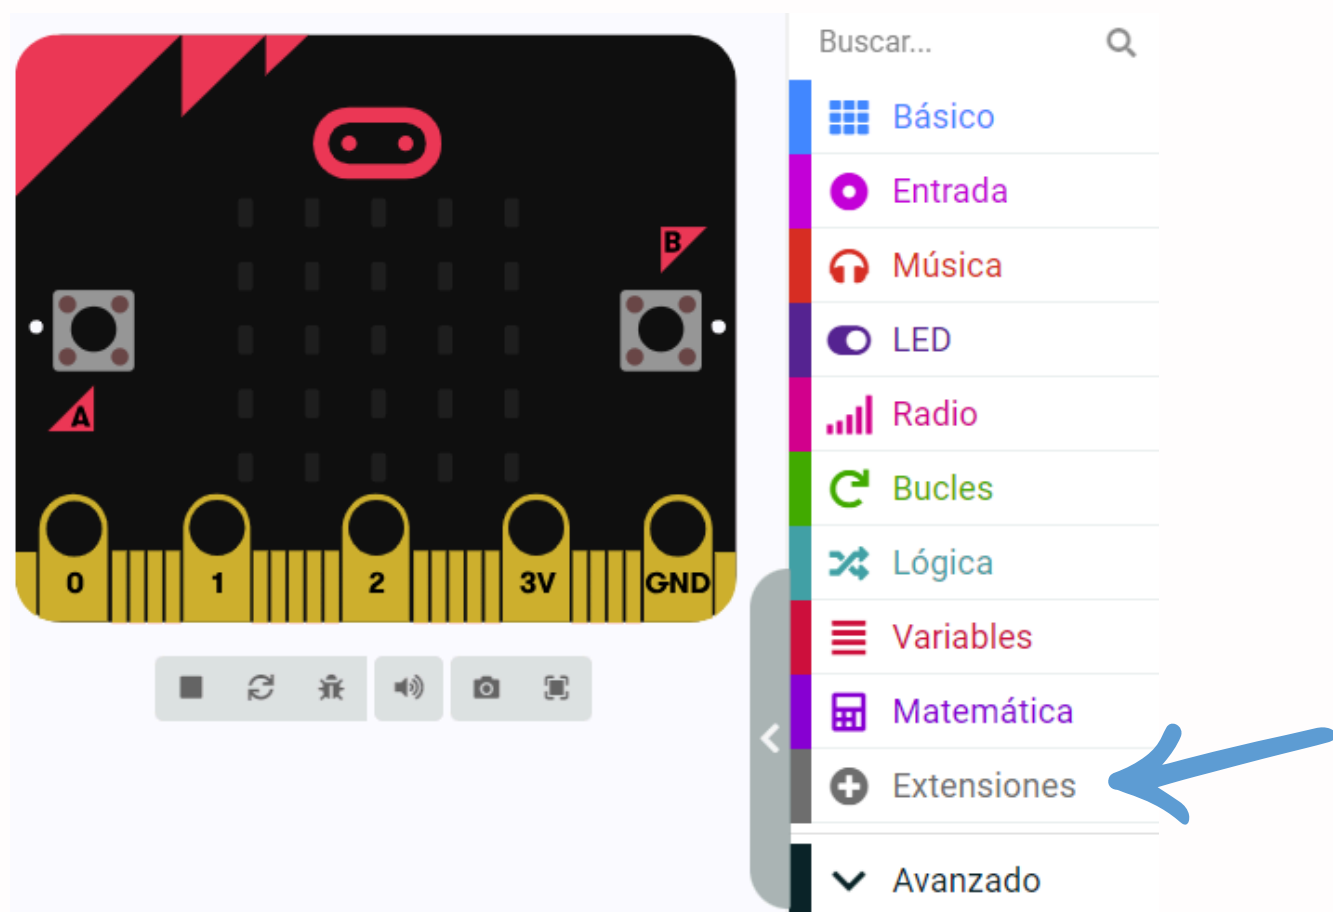 B
A
0
1
2
3V
GND
Buscar...
Básico
Entrada
Música
LED
Radio
Bucles
Lógica
Variables
Matemática
Extensiones
Avanzado